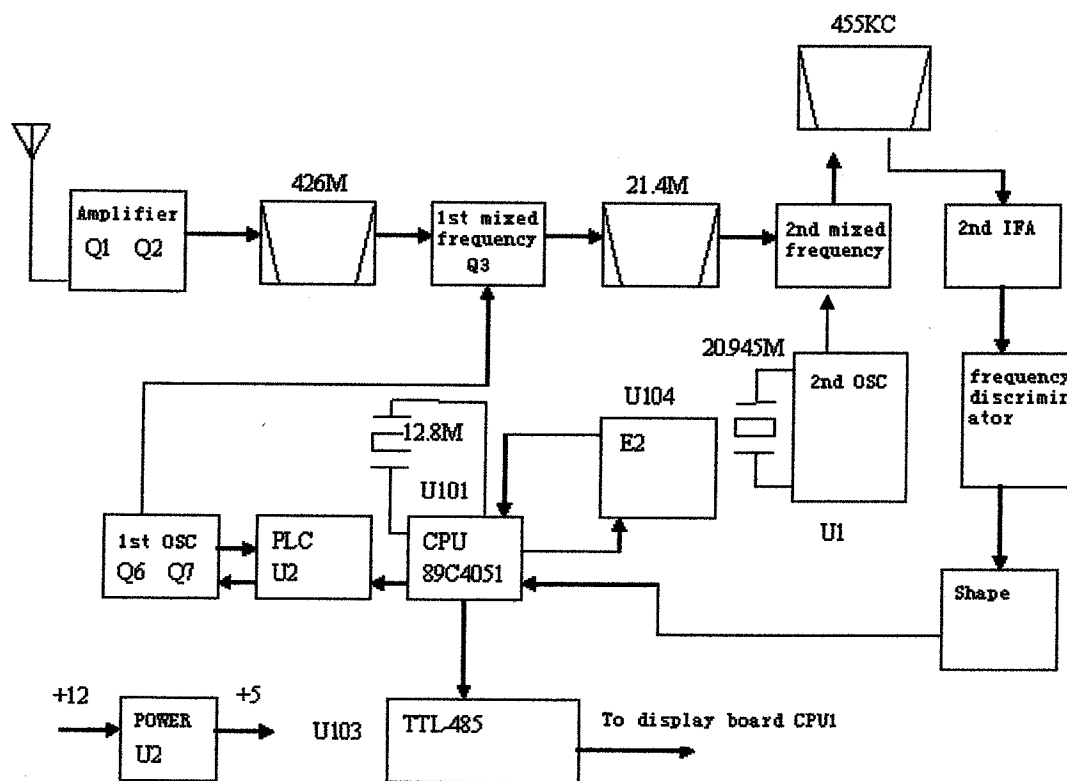 455KC
426M
21.4M
Amplifier
Q1 Q2
1st mixed
frequency
Q3
2nd mixed
frequency
2nd IFA
20.945M
2nd OSC
U1
frequency
discrimin
ator
12.8M
U104
E2
U101
CPU
89C4051
1st OSC
Q6 Q7
PLC
U2
Shape
+12
POWER
U2
+5
U103
TTL-485
To display board CPU1